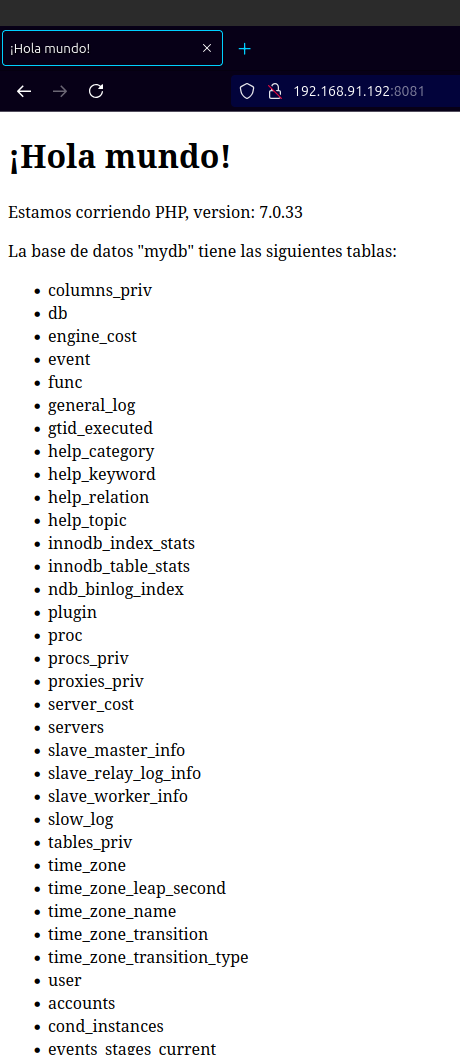 ¡Hola mundo!
192.168.91.192:8081
¡Hola mundo!
Estamos corriendo PHP, version: 7.0.33
La base de datos "mydb" tiene las siguientes tablas:
columns_priv
db
engine_cost
event
func
general_log
gtid_executed
help_category
help_keyword
help_relation
help_topic
innodb_index_stats
innodb_table_stats
ndb_binlog_index
plugin
proc
procs_priv
proxies_priv
server_cost
servers
slave_master_info
slave_relay_log_info
slave_worker_info
slow_log
tables_priv
time_zone
time_zone_leap_second
time_zone_name
time_zone_transition
time_zone_transition_type
user
accounts
cond_instances
events_stages_current